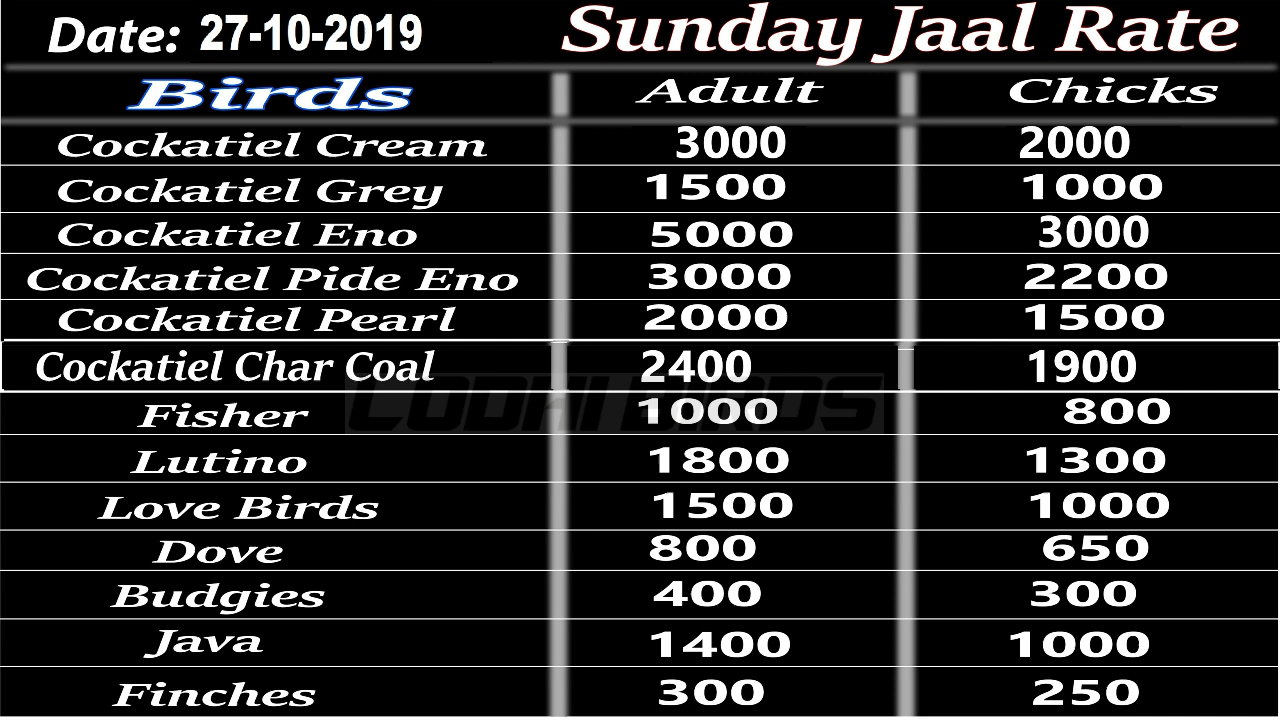 Date: 27-10-2019 Sunday Jaal Rate
Birds Adult Chicks
Cockatiel Cream 3000 2000
Cockatiel Grey 1500 1000
Cockatiel Eno 5000 3000
Cockatiel Pide Eno 3000 2200
Cockatiel Pearl 2000 1500
Cockatiel Char Coal 2400 1900
LODHI BIRDS
Fisher 1000 800
Lutino 1800 1300
Love Birds 1500 1000
Dove 800 650
Budgies 400 300
Java 1400 1000
Finches 300 250